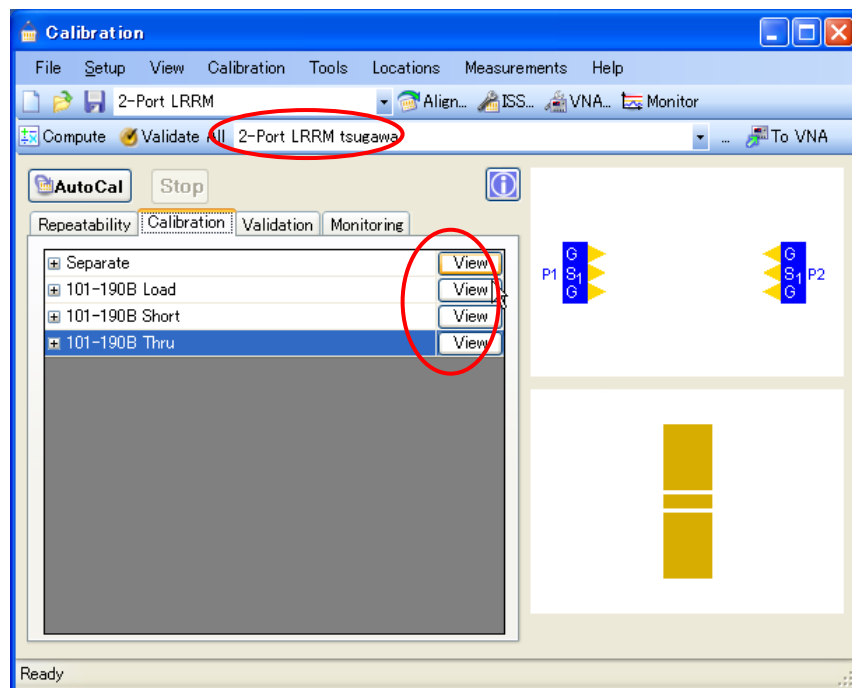 Calibration
File Setup View Calibration Tools Locations Measurements Help
2-Port LRRM Align... ISS... VNA... Monitor
Compute Validate All 2-Port LRRM tsugawa ... To VNA
AutoCal Stop
Repeatability Calibration Validation Monitoring
Separate View
101-190B Load View
101-190B Short View
101-190B Thru View
G G
P1 S1 S1 P2
G G
Ready